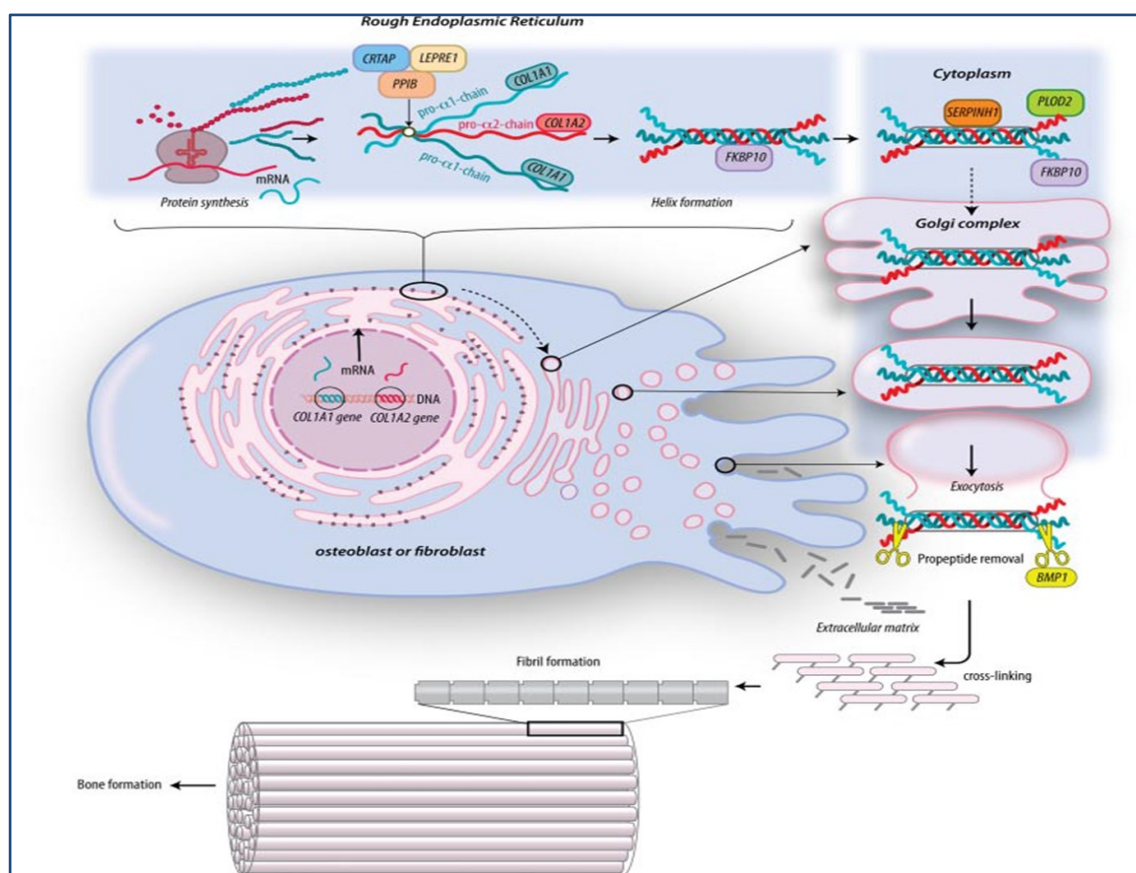 Rough Endoplasmic Reticulum
CRTAP
LEPRE1
PPIB
COL1A1
pro-α1-chain
pro-α2-chain
COL1A2
pro-α1-chain
COL1A1
mRNA
Protein synthesis
FKBP10
Helix formation
Cytoplasm
SERPINH1
PLOD2
FKBP10
Golgi complex
mRNA
DNA
COL1A1 gene
COL1A2 gene
osteoblast or fibroblast
Exocytosis
Propeptide removal
BMP1
Extracellular matrix
cross-linking
Fibril formation
Bone formation